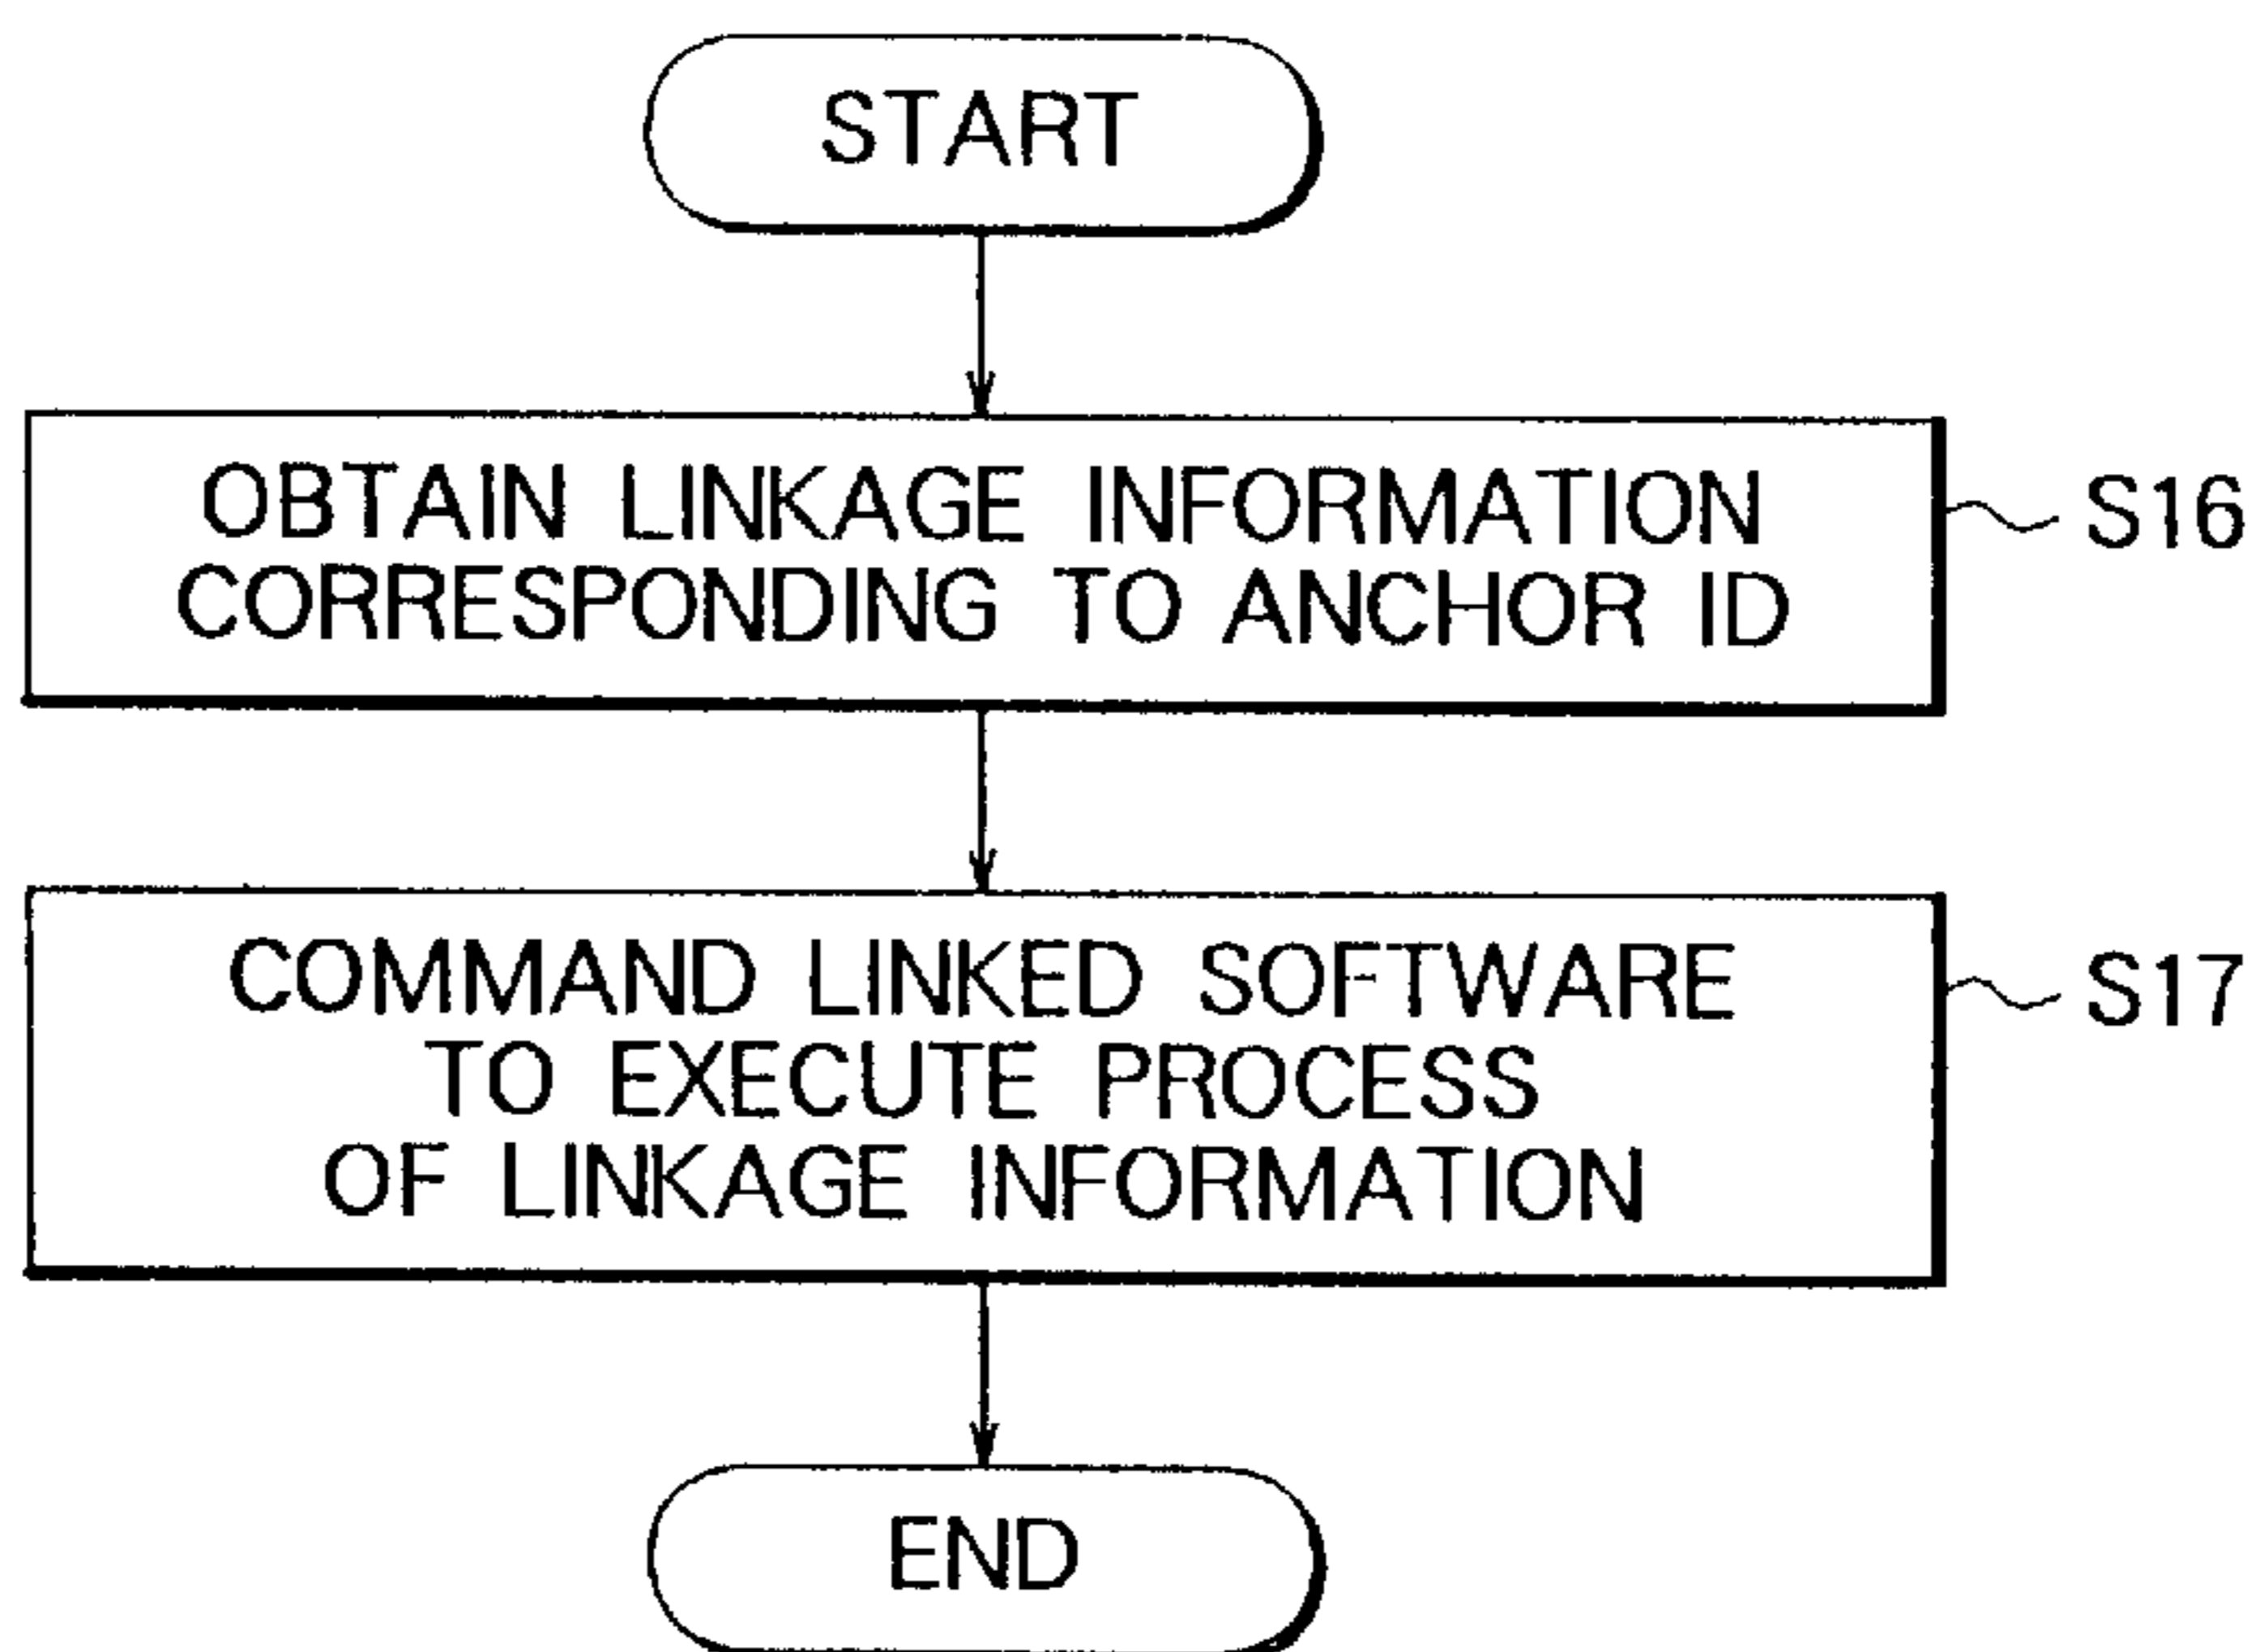 START
OBTAIN LINKAGE INFORMATION
CORRESPONDING TO ANCHOR ID
S16
COMMAND LINKED SOFTWARE
TO EXECUTE PROCESS
OF LINKAGE INFORMATION
S17
END